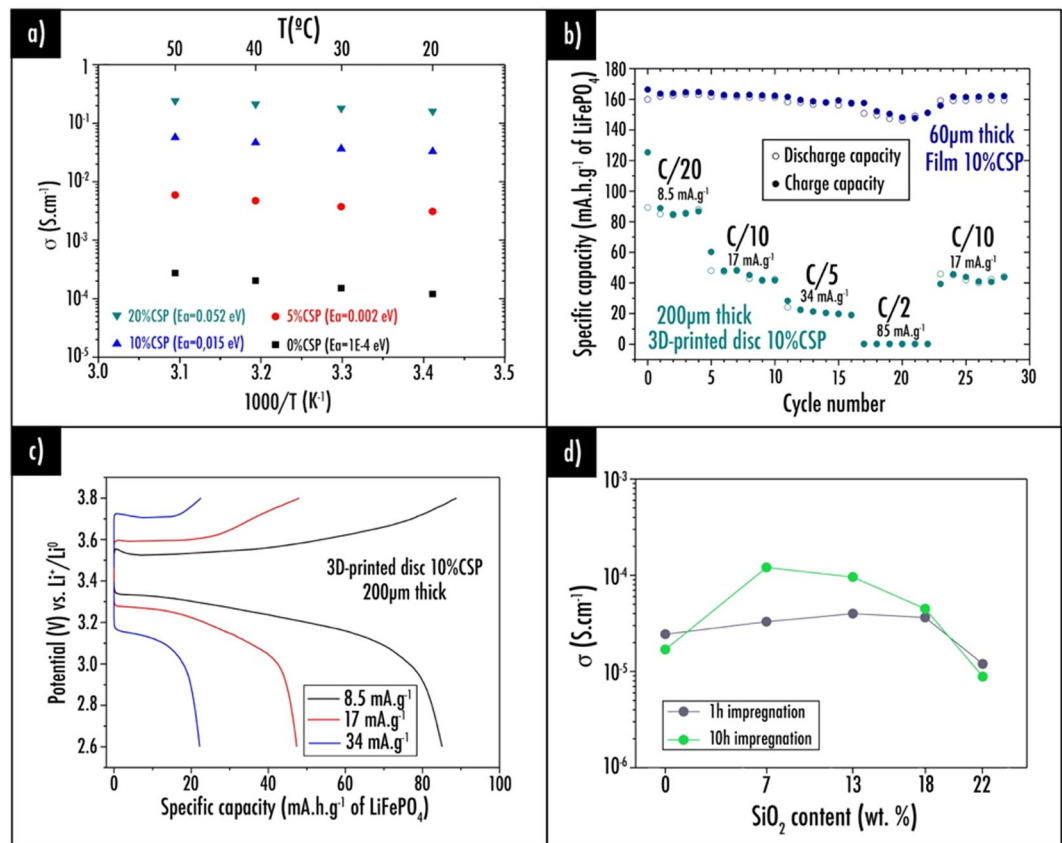 a)
T(ºC)
50 40 30 20
1
10⁻¹
10⁻²
10⁻³
10⁻⁴
10⁻⁵
σ (S.cm⁻¹)
20%CSP (Ea=0.052 eV)
5%CSP (Ea=0.002 eV)
10%CSP (Ea=0,015 eV)
0%CSP (Ea=1E-4 eV)
3.0 3.1 3.2 3.3 3.4 3.5
1000/T (K⁻¹)
b)
Specific capacity (mA.h.g⁻¹ of LiFePO₄)
180
160
140
120
100
80
60
40
20
0
60µm thick
Film 10%CSP
Discharge capacity
Charge capacity
C/20
8.5 mA.g⁻¹
C/10
17 mA.g⁻¹
C/5
34 mA.g⁻¹
C/2
85 mA.g⁻¹
C/10
17 mA.g⁻¹
200µm thick
3D-printed disc 10%CSP
0 5 10 15 20 25 30
Cycle number
c)
Potential (V) vs. Li⁺/Li⁰
3.8
3.6
3.4
3.2
3.0
2.8
2.6
3D-printed disc 10%CSP
200µm thick
8.5 mA.g⁻¹
17 mA.g⁻¹
34 mA.g⁻¹
0 20 40 60 80 100
Specific capacity (mA.h.g⁻¹ of LiFePO₄)
d)
10⁻³
10⁻⁴
10⁻⁵
10⁻⁶
σ (S.cm⁻¹)
1h impregnation
10h impregnation
0 7 13 18 22
SiO₂ content (wt. %)